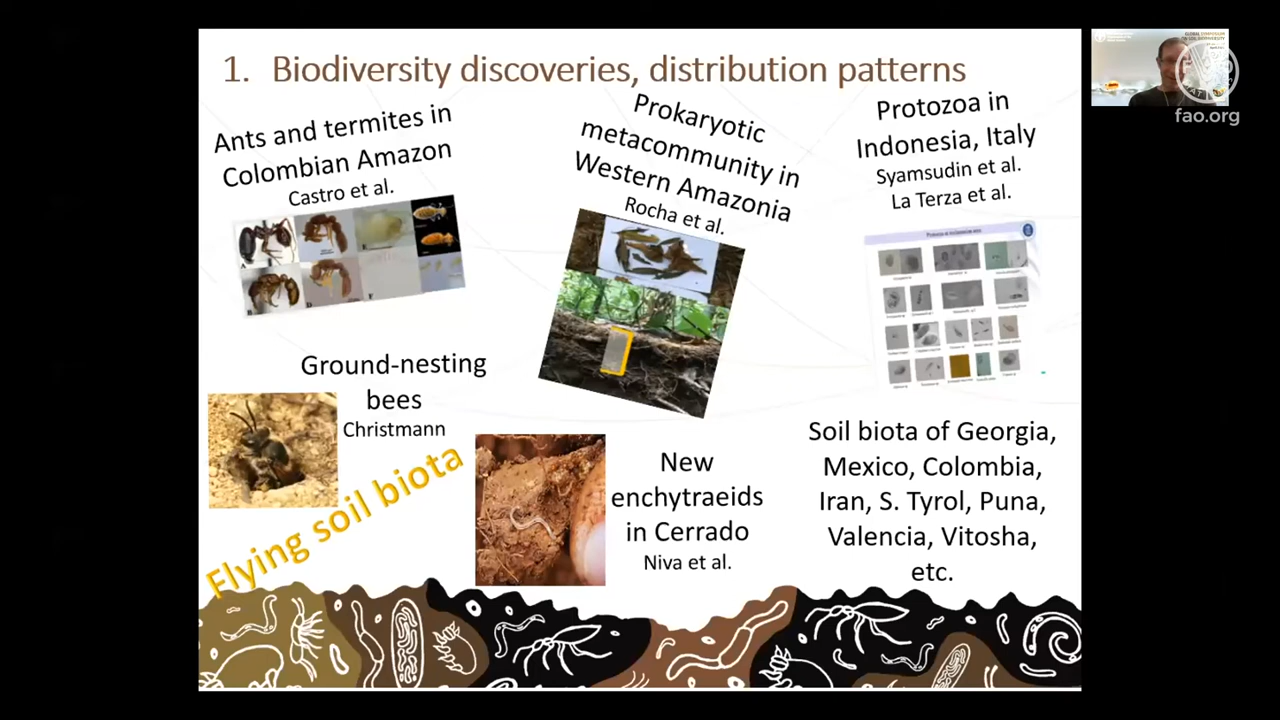 1. Biodiversity discoveries, distribution patterns
Ants and termites in
Colombian Amazon
Castro et al.
Prokaryotic
metacommunity in
Western Amazonia
Rocha et al.
Protozoa in
Indonesia, Italy
Syamsudin et al.
La Terza et al.
Ground-nesting
bees
Christmann
Flying soil biota
New
enchytraeids
in Cerrado
Niva et al.
Soil biota of Georgia,
Mexico, Colombia,
Iran, S. Tyrol, Puna,
Valencia, Vitosha,
etc.
fao.org